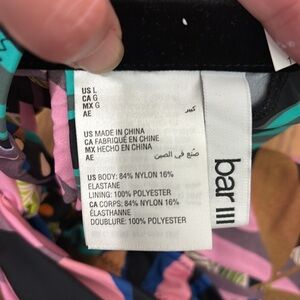 US L
CA G
MX G
AE كبير
US MADE IN CHINA
CA FABRIQUÉ EN CHINE
MX HECHO EN CHINA
AE صنع في الصين
US BODY: 84% NYLON 16%
ELASTANE
LINING: 100% POLYESTER
CA CORPS: 84% NYLON 16%
ÉLASTHANNE
DOUBLURE: 100% POLYESTER
bar III